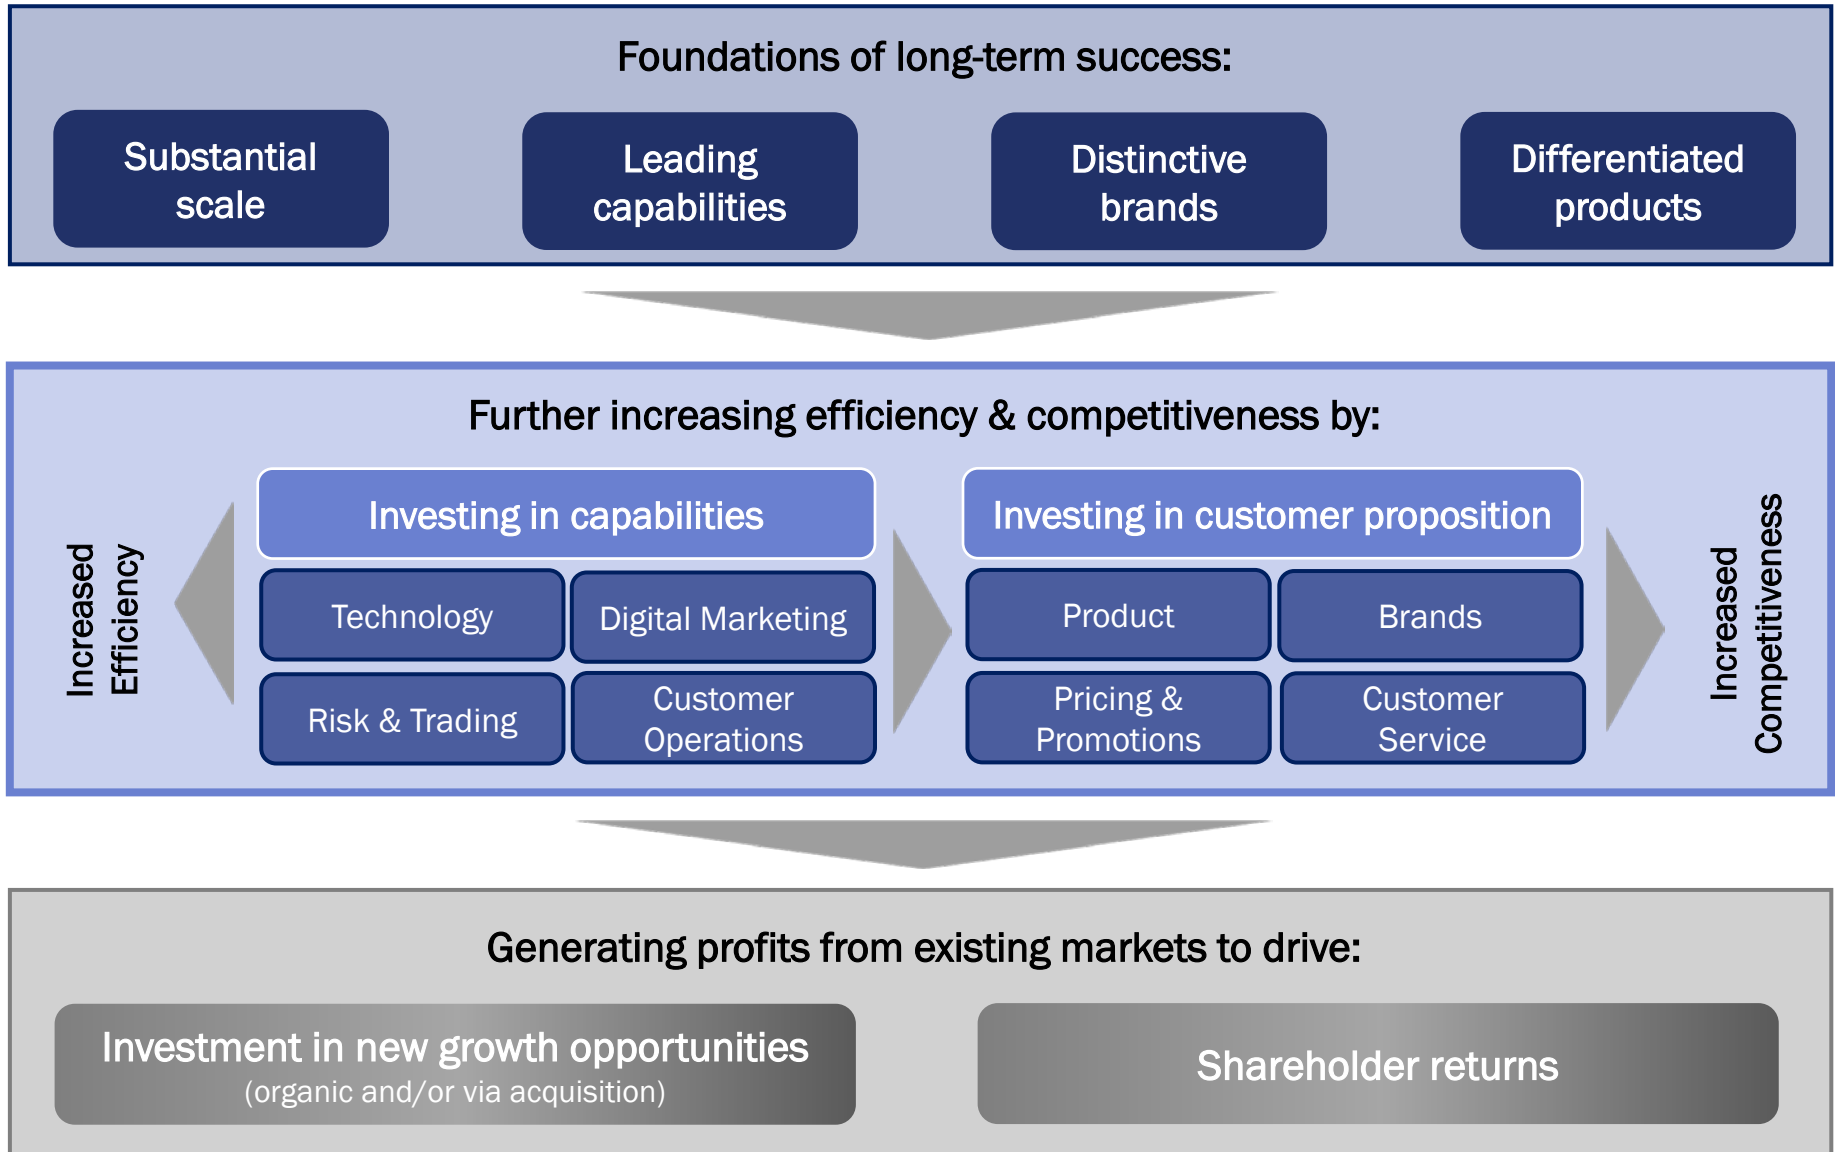 Foundations of long-term success:
Substantial
scale
Leading
capabilities
Distinctive
brands
Differentiated
products
Further increasing efficiency & competitiveness by:
Increased
Efficiency
Investing in capabilities
Technology
Digital Marketing
Risk & Trading
Customer
Operations
Investing in customer proposition
Product
Brands
Pricing &
Promotions
Customer
Service
Increased
Competitiveness
Generating profits from existing markets to drive:
Investment in new growth opportunities
(organic and/or via acquisition)
Shareholder returns